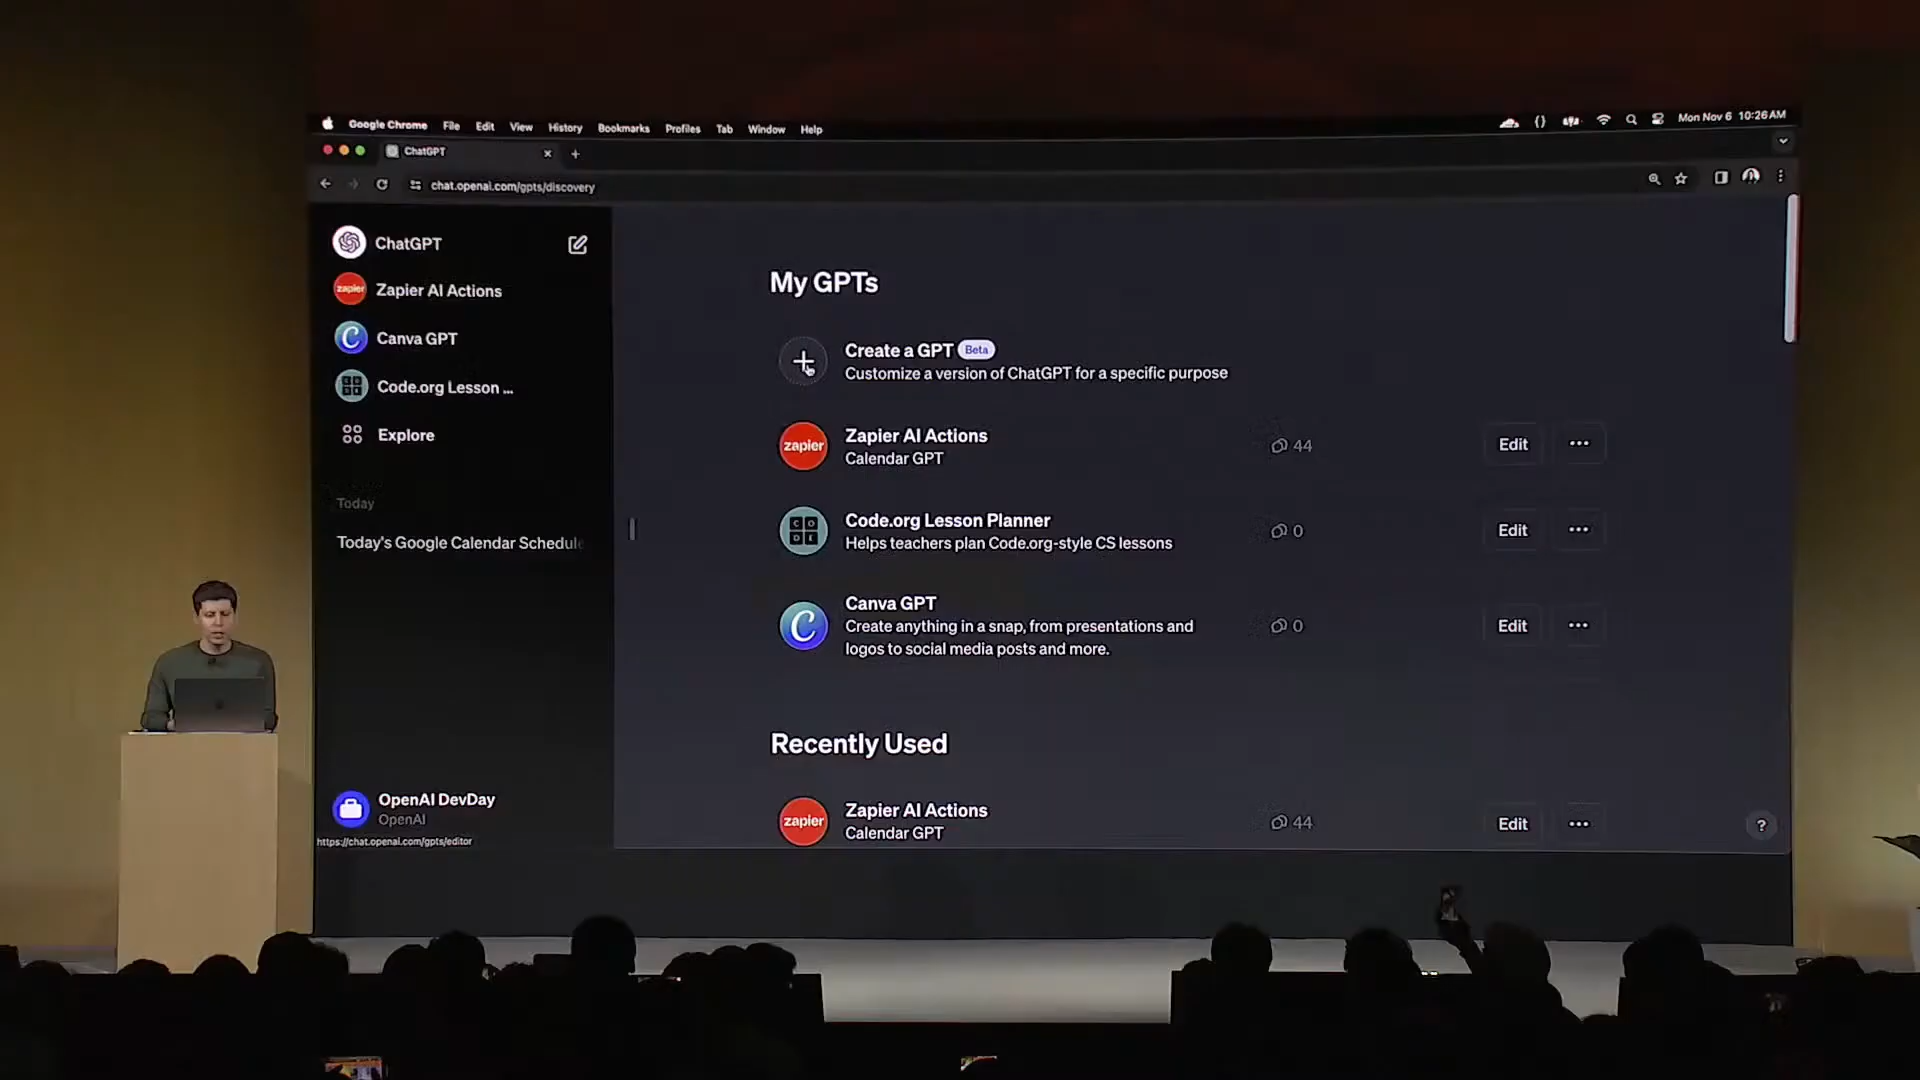 Google Chrome File Edit View History Bookmarks Profiles Tab Window Help
Mon Nov 6 10:26 AM
ChatGPT
chat.openai.com/gpts/discovery
ChatGPT
zapier
Zapier AI Actions
C
Canva GPT
Code.org Lesson ...
Explore
Today
Today's Google Calendar Schedule
OpenAI DevDay
OpenAI
https://chat.openai.com/gpts/editor
My GPTs
Create a GPT Beta
Customize a version of ChatGPT for a specific purpose
zapier
Zapier AI Actions
Calendar GPT
44
Edit
CO
DE
Code.org Lesson Planner
Helps teachers plan Code.org-style CS lessons
0
Edit
C
Canva GPT
Create anything in a snap, from presentations and
logos to social media posts and more.
0
Edit
Recently Used
zapier
Zapier AI Actions
Calendar GPT
44
Edit
?